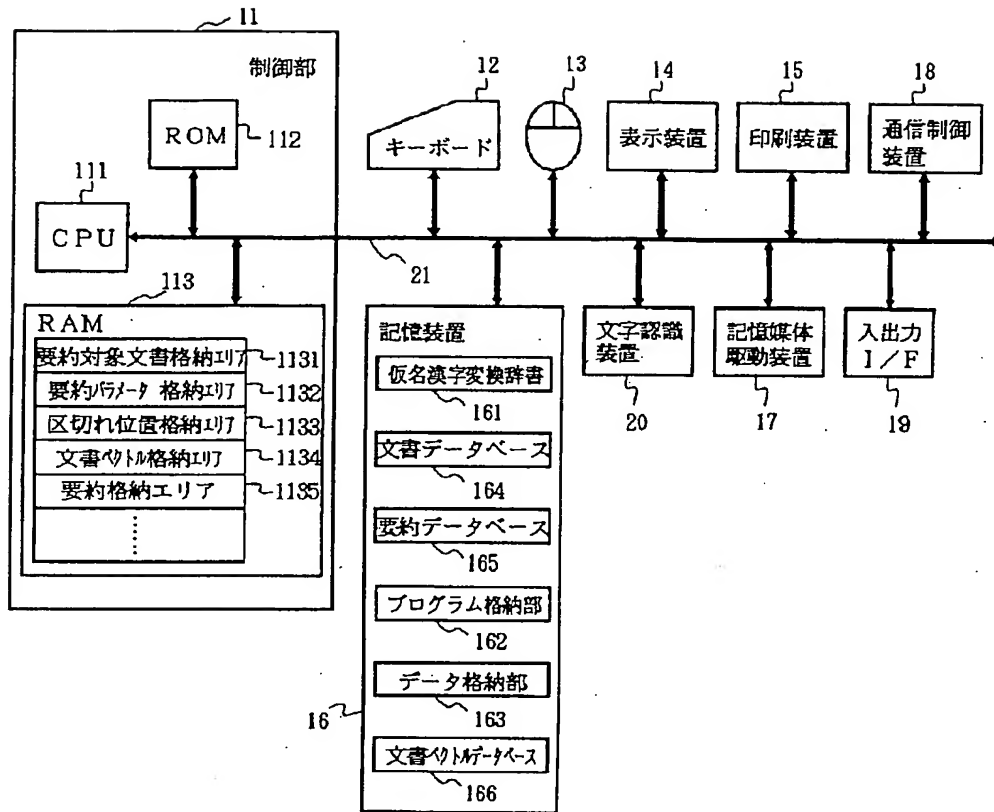 11
制御部
ROM
112
111
CPU
113
RAM
要約対象文書格納エリア
1131
要約パラメータ 格納エリア
1132
区切れ位置格納エリア
1133
文書ベクトル格納エリア
1134
要約格納エリア
1135
12
キーボード
13
14
表示装置
15
印刷装置
18
通信制御
装置
21
記憶装置
仮名漢字変換辞書
161
文書データベース
164
要約データベース
165
プログラム格納部
162
データ格納部
163
文書ベクトルデータベース
166
16
文字認識
装置
20
記憶媒体
駆動装置
17
入出力
I/F
19